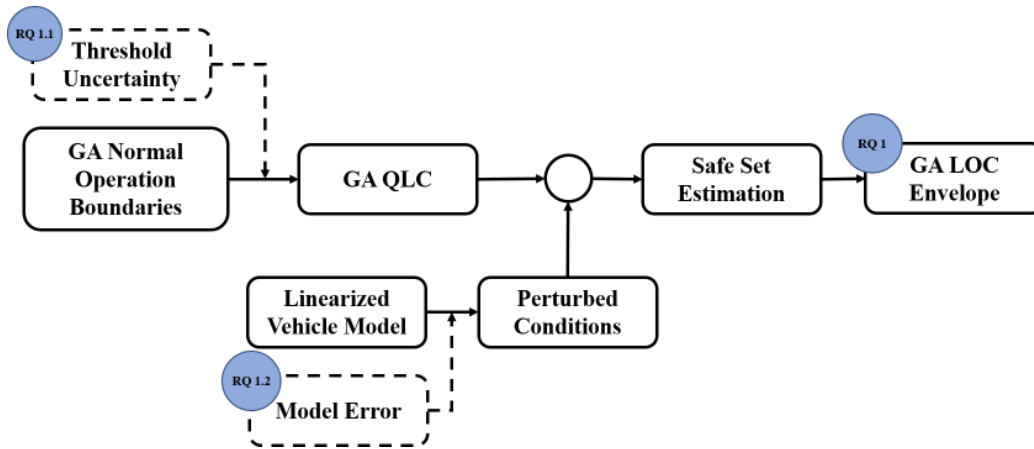 RQ 1.1
Threshold
Uncertainty
GA Normal
Operation
Boundaries
GA QLC
Safe Set
Estimation
RQ 1
GA LOC
Envelope
Linearized
Vehicle Model
Perturbed
Conditions
RQ 1.2
Model Error